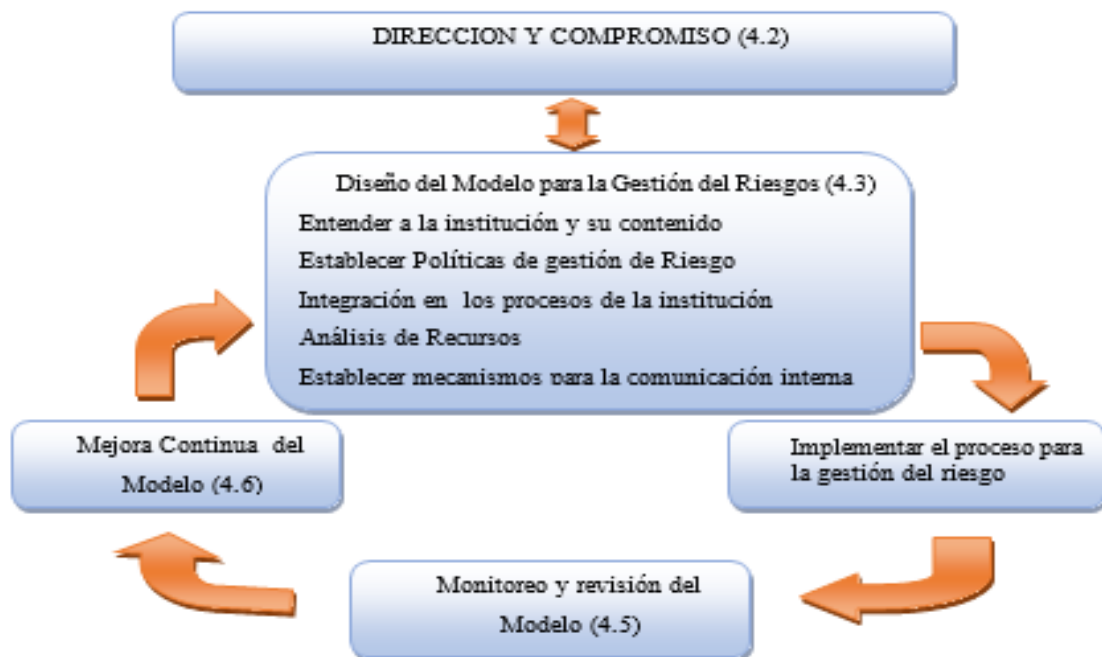 DIRECCION Y COMPROMISO (4.2)
Diseño del Modelo para la Gestión del Riesgos (4.3)
Entender a la institución y su contenido
Establecer Políticas de gestión de Riesgo
Integración en los procesos de la institución
Análisis de Recursos
Establecer mecanismos para la comunicación interna
Mejora Continua del
Modelo (4.6)
Implementar el proceso para
la gestión del riesgo
Monitoreo y revisión del
Modelo (4.5)